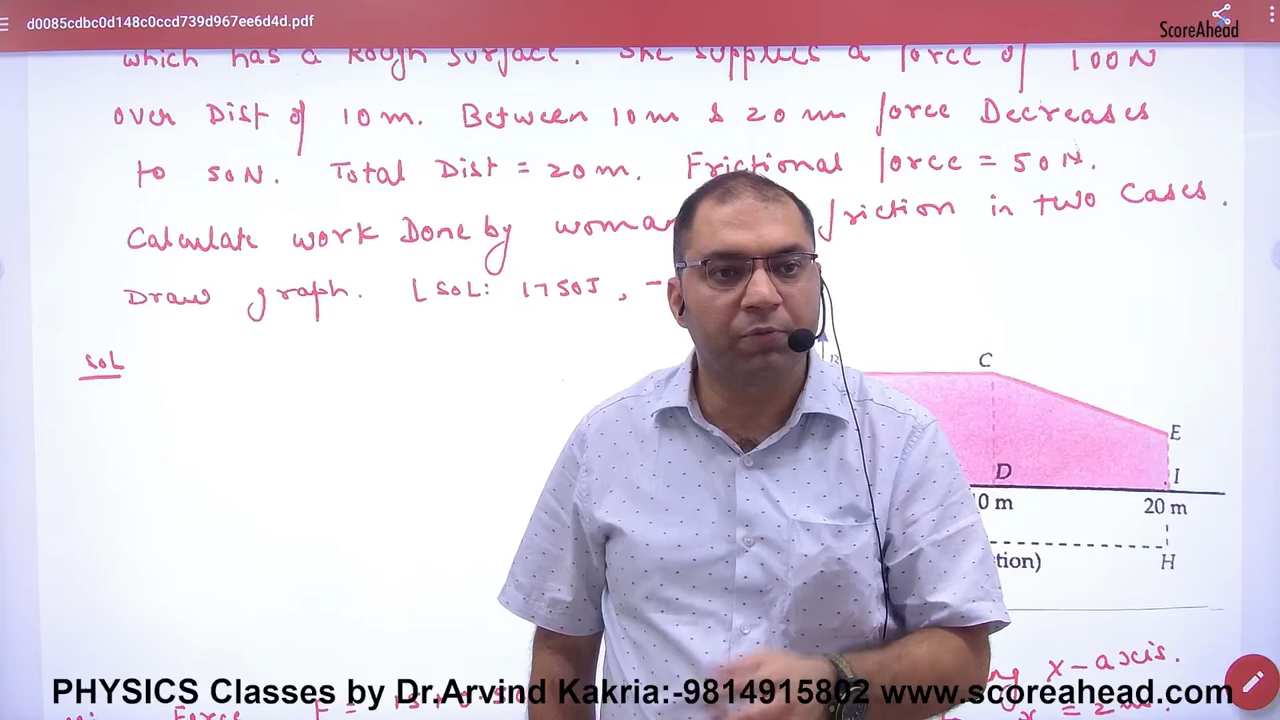 d0085cdbc0d148c0ccd739d967ee6d4d.pdf
ScoreAhead
which has a Rough surface. She supplies a force of 100N
over Dist of 10m. Between 10m & 20m force Decreases
to 50N. Total Dist = 20m. Frictional force = 50N.
Calculate work Done by woman friction in two cases.
Draw graph. [SOL: 1750J, -
SOL
C
E
D
I
0 m
20 m
tion)
H
x-axis.
Force F =
x = 2m.
PHYSICS Classes by Dr.Arvind Kakria:-9814915802 www.scoreahead.com